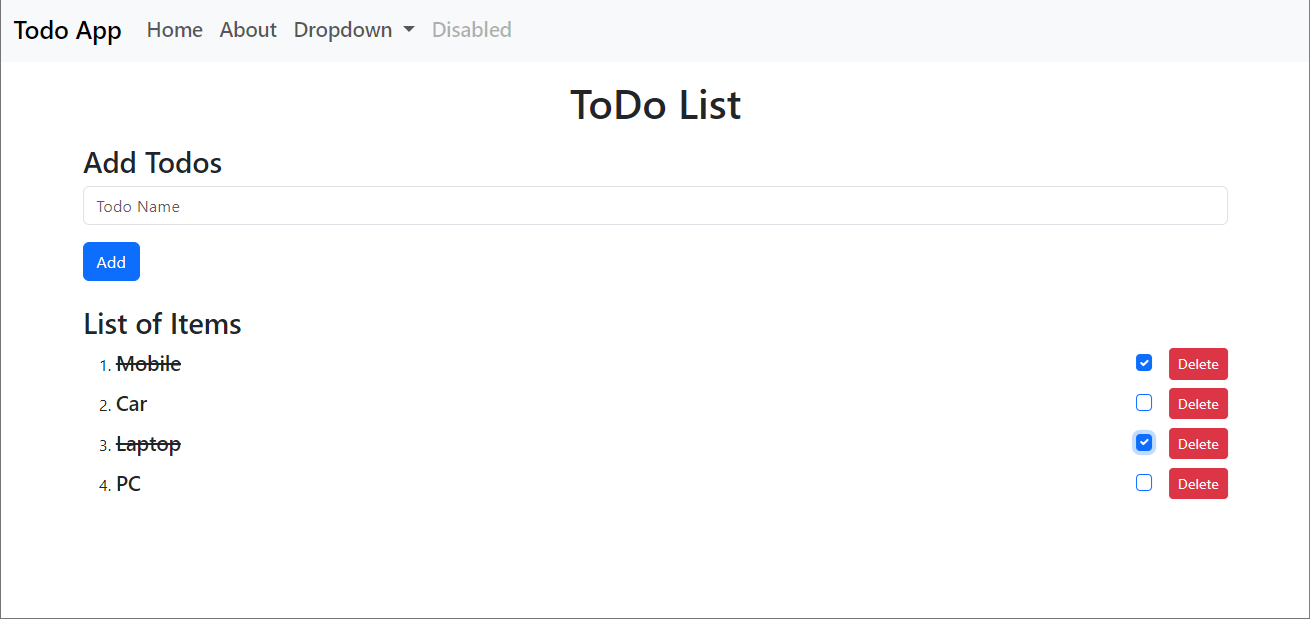 Todo App Home About Dropdown Disabled
ToDo List
Add Todos
Todo Name
Add
List of Items
1. Mobile Delete
2. Car Delete
3. Laptop Delete
4. PC Delete